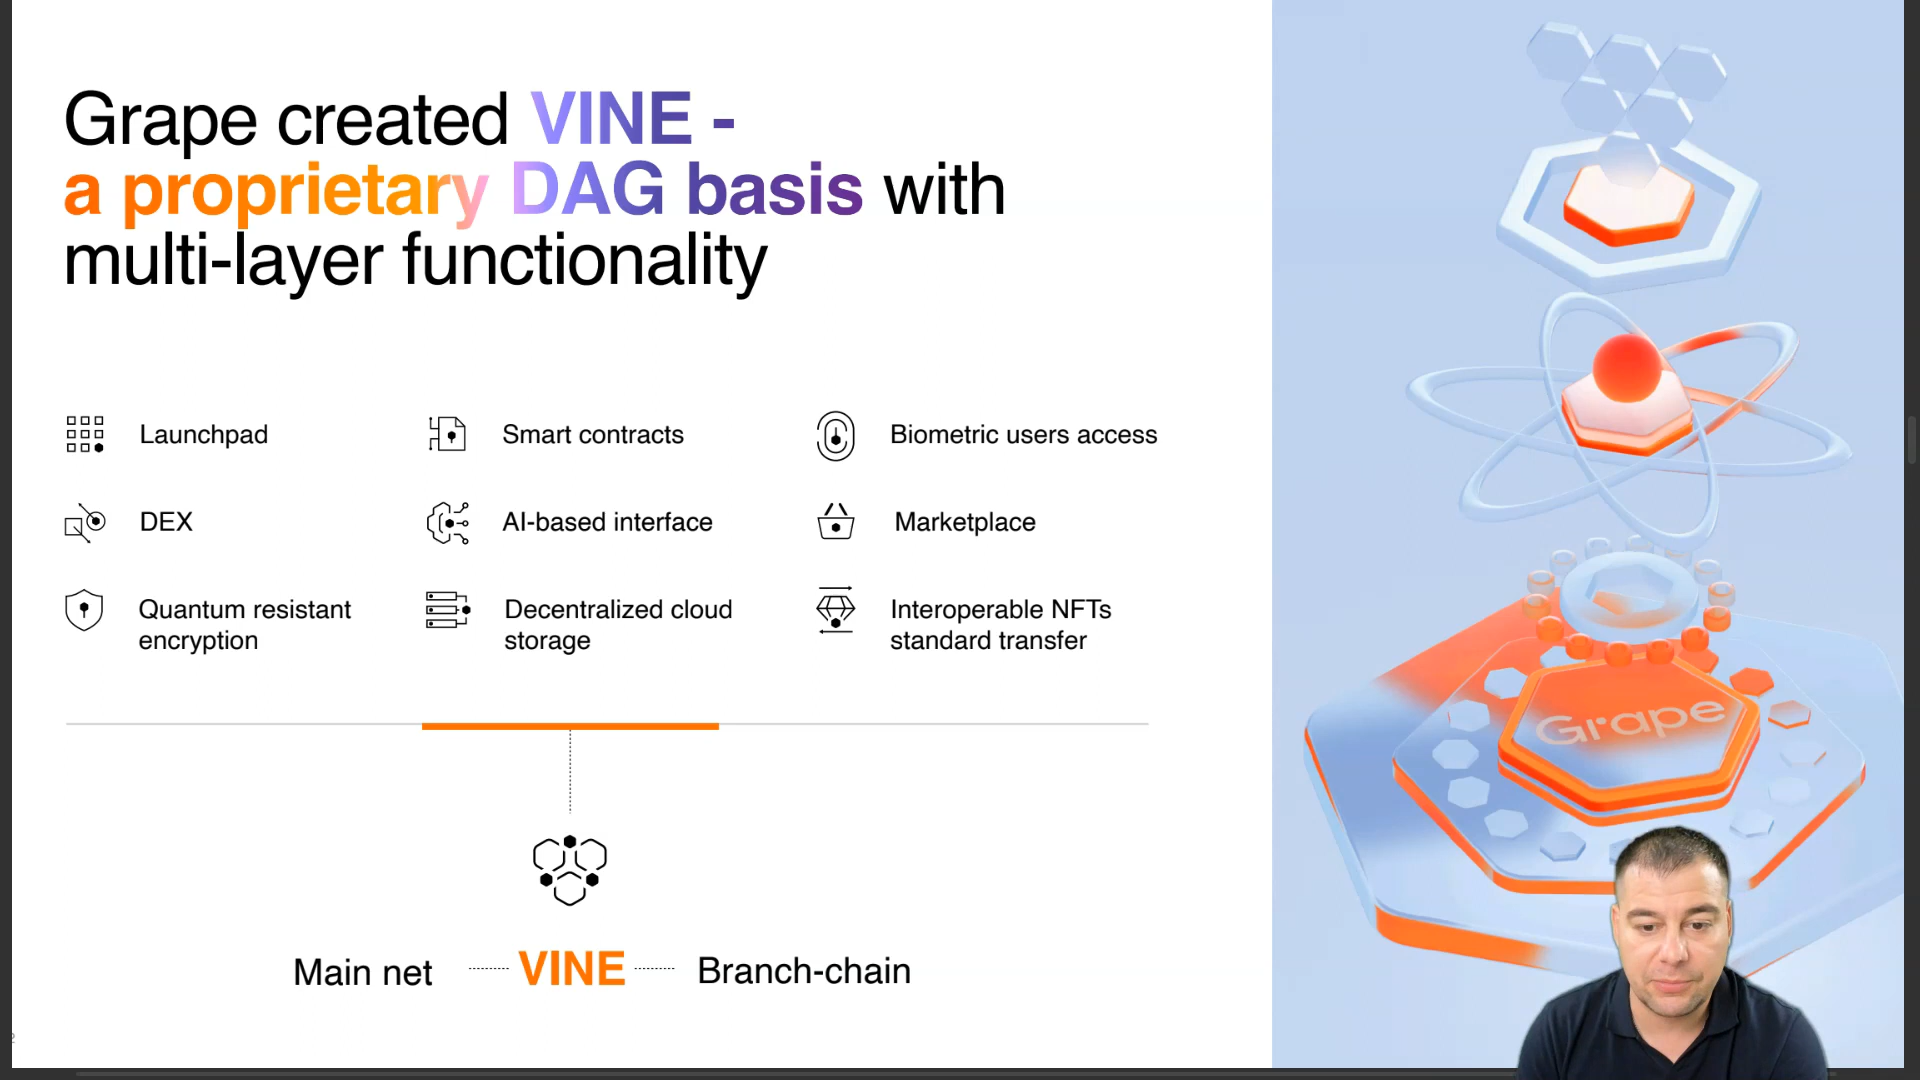 Grape created VINE -
a proprietary DAG basis with
multi-layer functionality
Launchpad
Smart contracts
Biometric users access
DEX
AI-based interface
Marketplace
Quantum resistant
encryption
Decentralized cloud
storage
Interoperable NFTs
standard transfer
Main net
VINE
Branch-chain
Grape